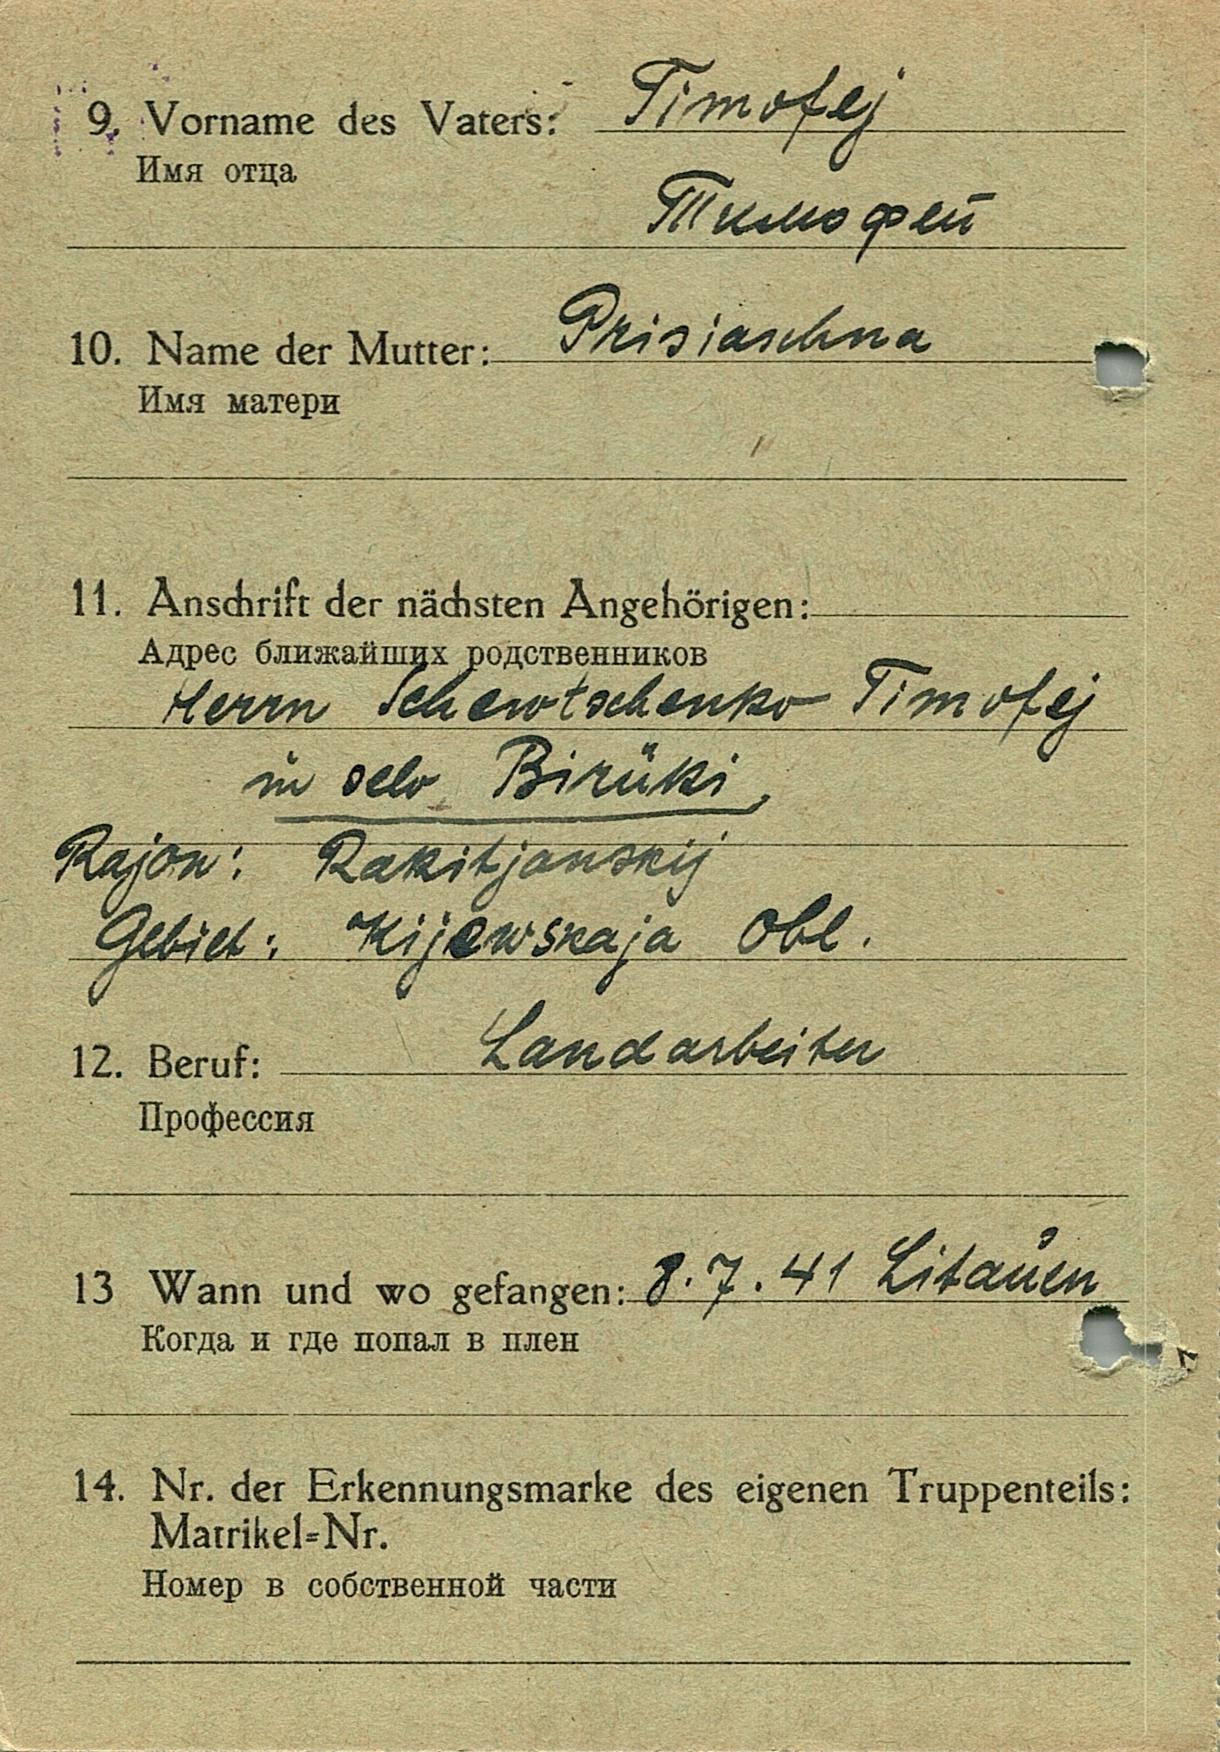 9. Vorname des Vaters: Timofej
Имя отца
Тимофей
10. Name der Mutter: Prisiaschna
Имя матери
11. Anschrift der nächsten Angehörigen:
Адрес ближайших родственников
Herrn Schewtschenko Timofej
in selo Birŭki,
Rajon: Rakitjanskij
Gebiet: Kijewskaja obl.
12. Beruf: Landarbeiter
Профессия
13 Wann und wo gefangen: 8.7.41 Litauen
Когда и где попал в плен
14. Nr. der Erkennungsmarke des eigenen Truppenteils:
Matrikel=Nr.
Номер в собственной части